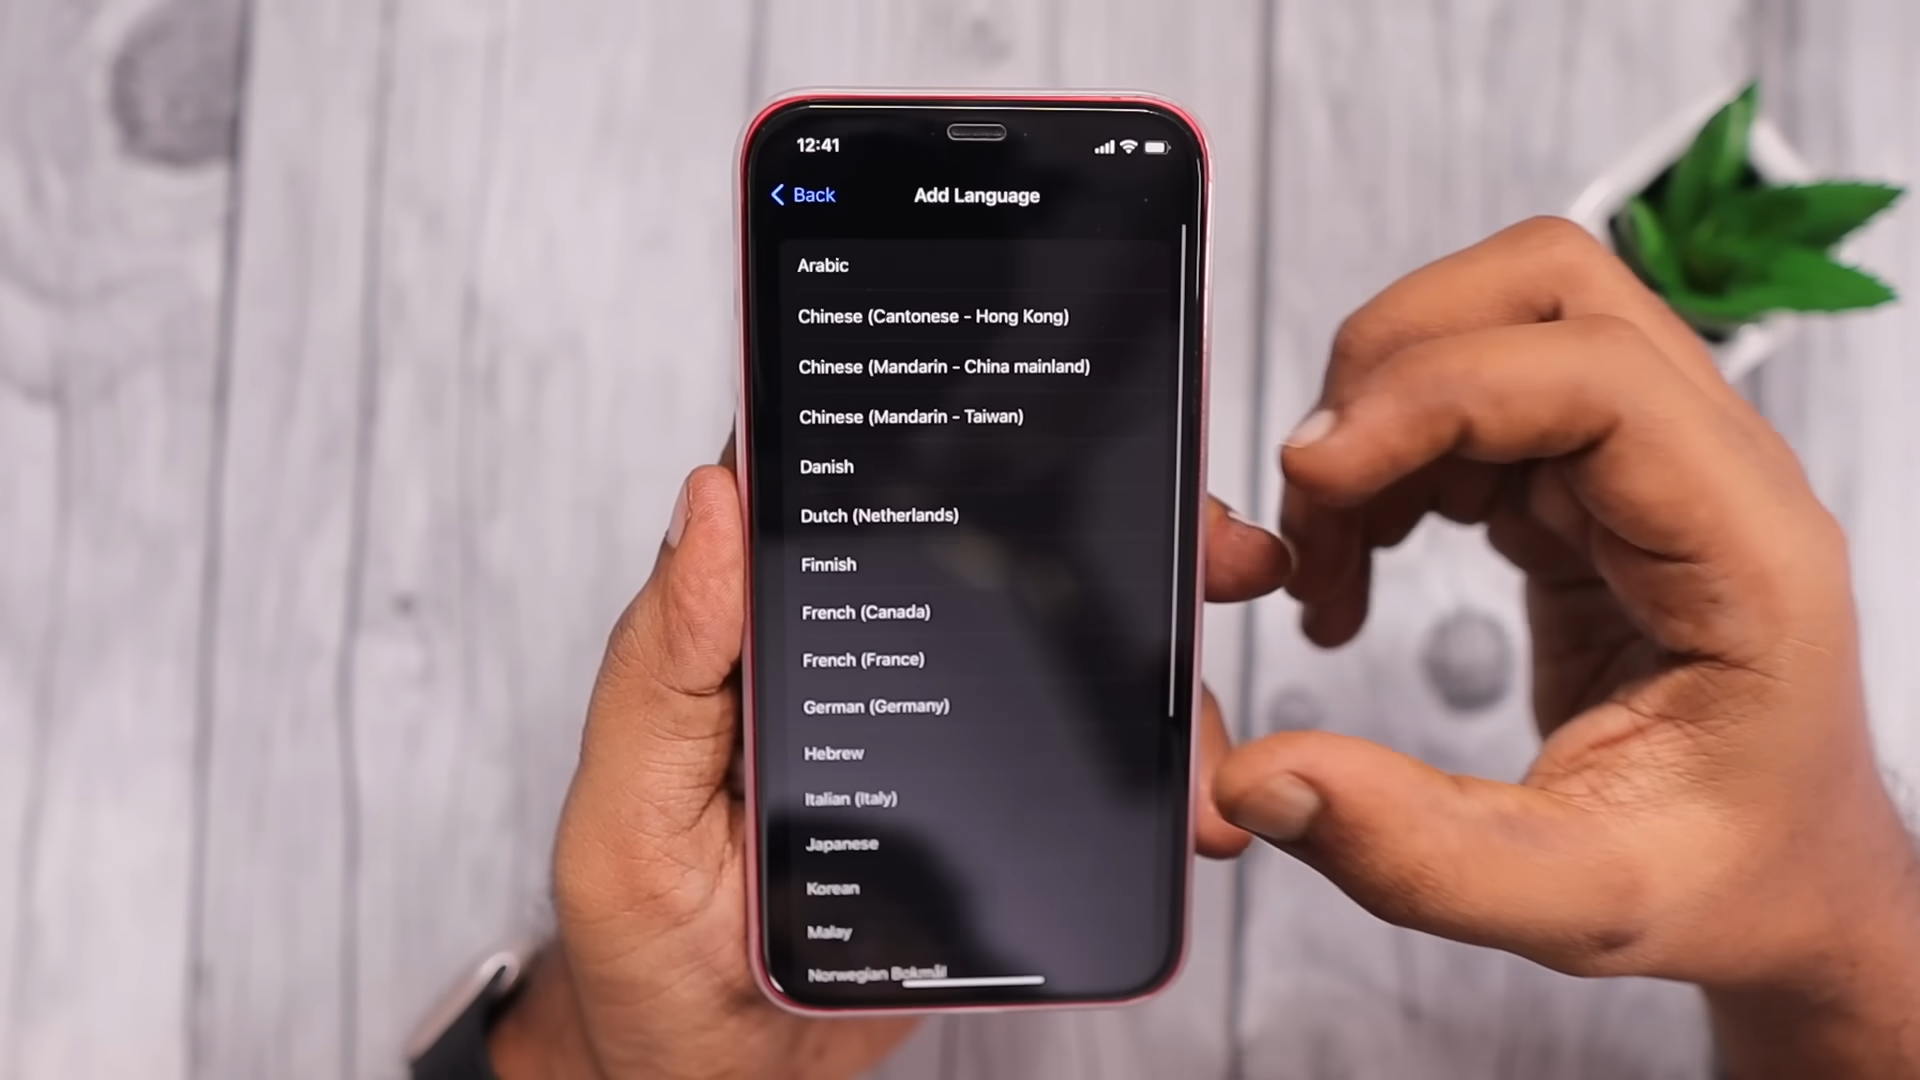 12:41
Back
Add Language
Arabic
Chinese (Cantonese - Hong Kong)
Chinese (Mandarin - China mainland)
Chinese (Mandarin - Taiwan)
Danish
Dutch (Netherlands)
Finnish
French (Canada)
French (France)
German (Germany)
Hebrew
Italian (Italy)
Japanese
Korean
Malay
Norwegian Bokmål